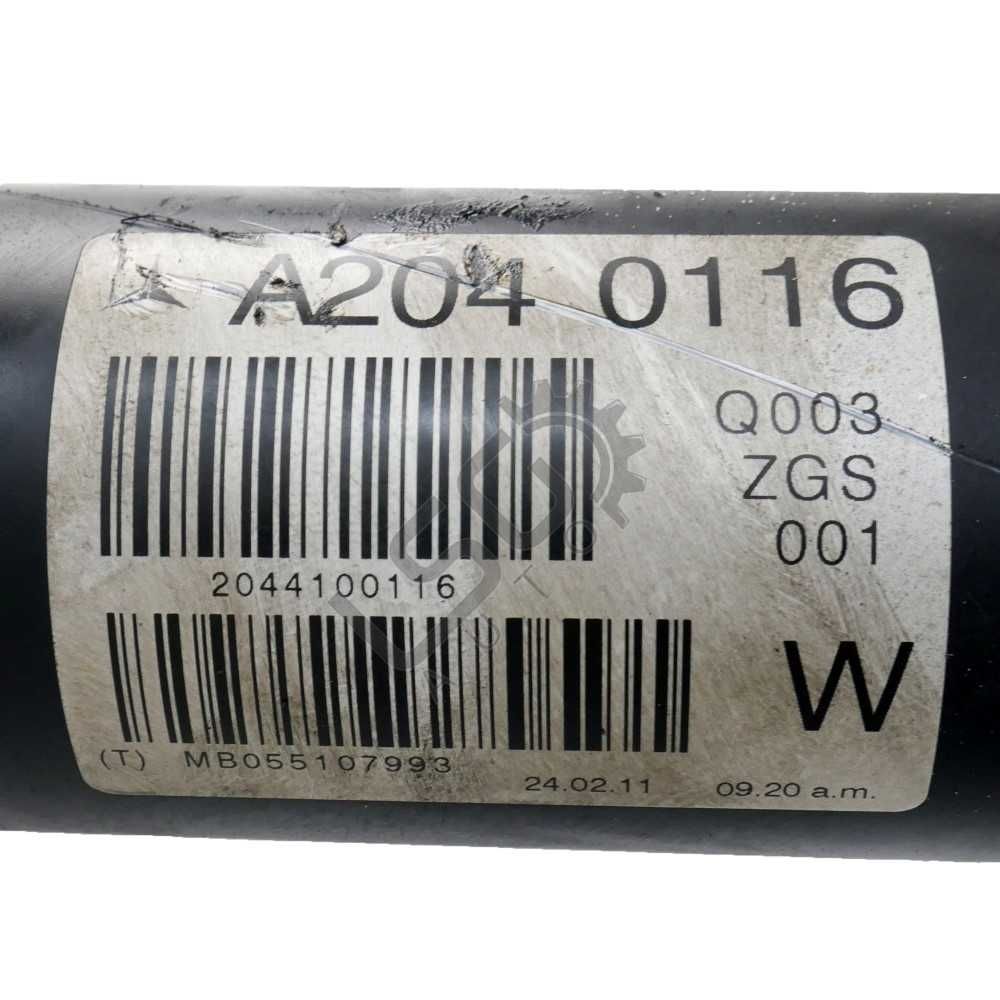 A204 0116
Q003
ZGS
001
2044100116
W
(T) MB055107993
24.02.11 09.20 a.m.